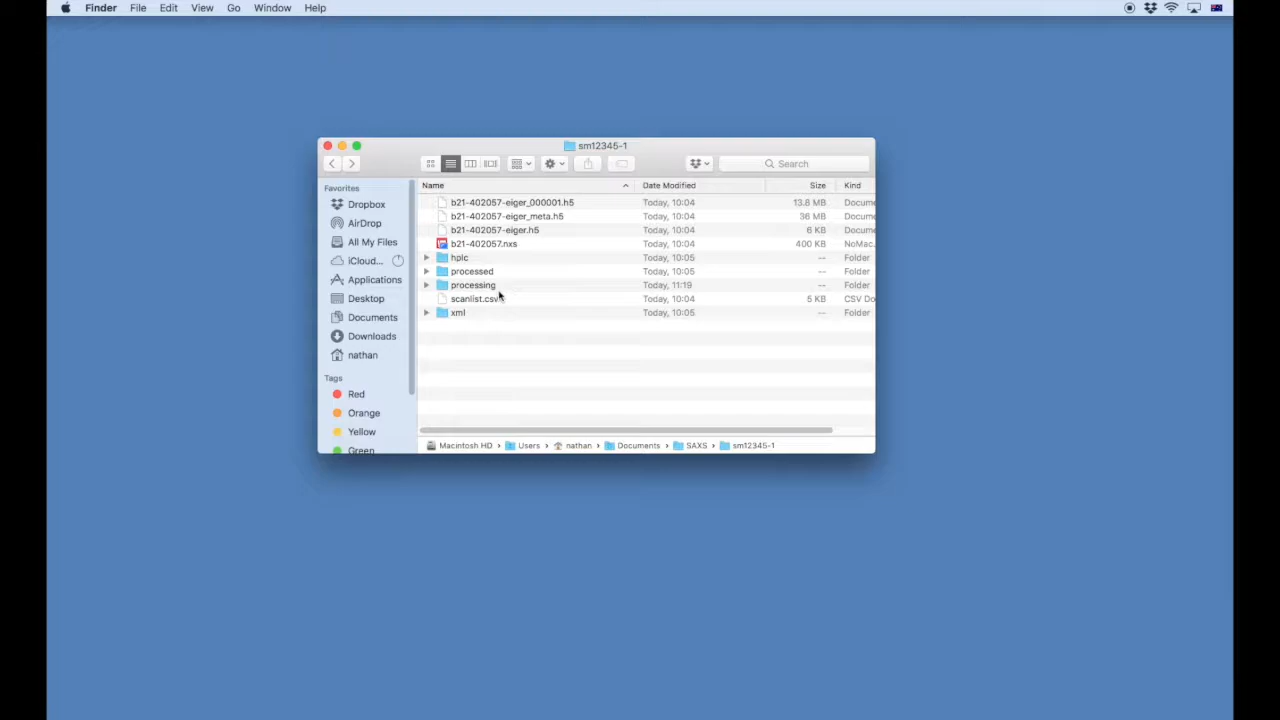 Finder File Edit View Go Window Help
sm12345-1
Search
Favorites
Dropbox
AirDrop
All My Files
iCloud...
Applications
Desktop
Documents
Downloads
nathan
Tags
Red
Orange
Yellow
Green
Name Date Modified Size Kind
b21-402057-eiger_000001.h5 Today, 10:04 13.8 MB Docume
b21-402057-eiger_meta.h5 Today, 10:04 36 MB Docume
b21-402057-eiger.h5 Today, 10:04 6 KB Docume
b21-402057.nxs Today, 10:04 400 KB NoMac.
hplc Today, 10:05 -- Folder
processed Today, 10:05 -- Folder
processing Today, 11:19 -- Folder
scanlist.csv Today, 10:04 5 KB CSV Do
xml Today, 10:05 -- Folder
Macintosh HD › Users › nathan › Documents › SAXS › sm12345-1